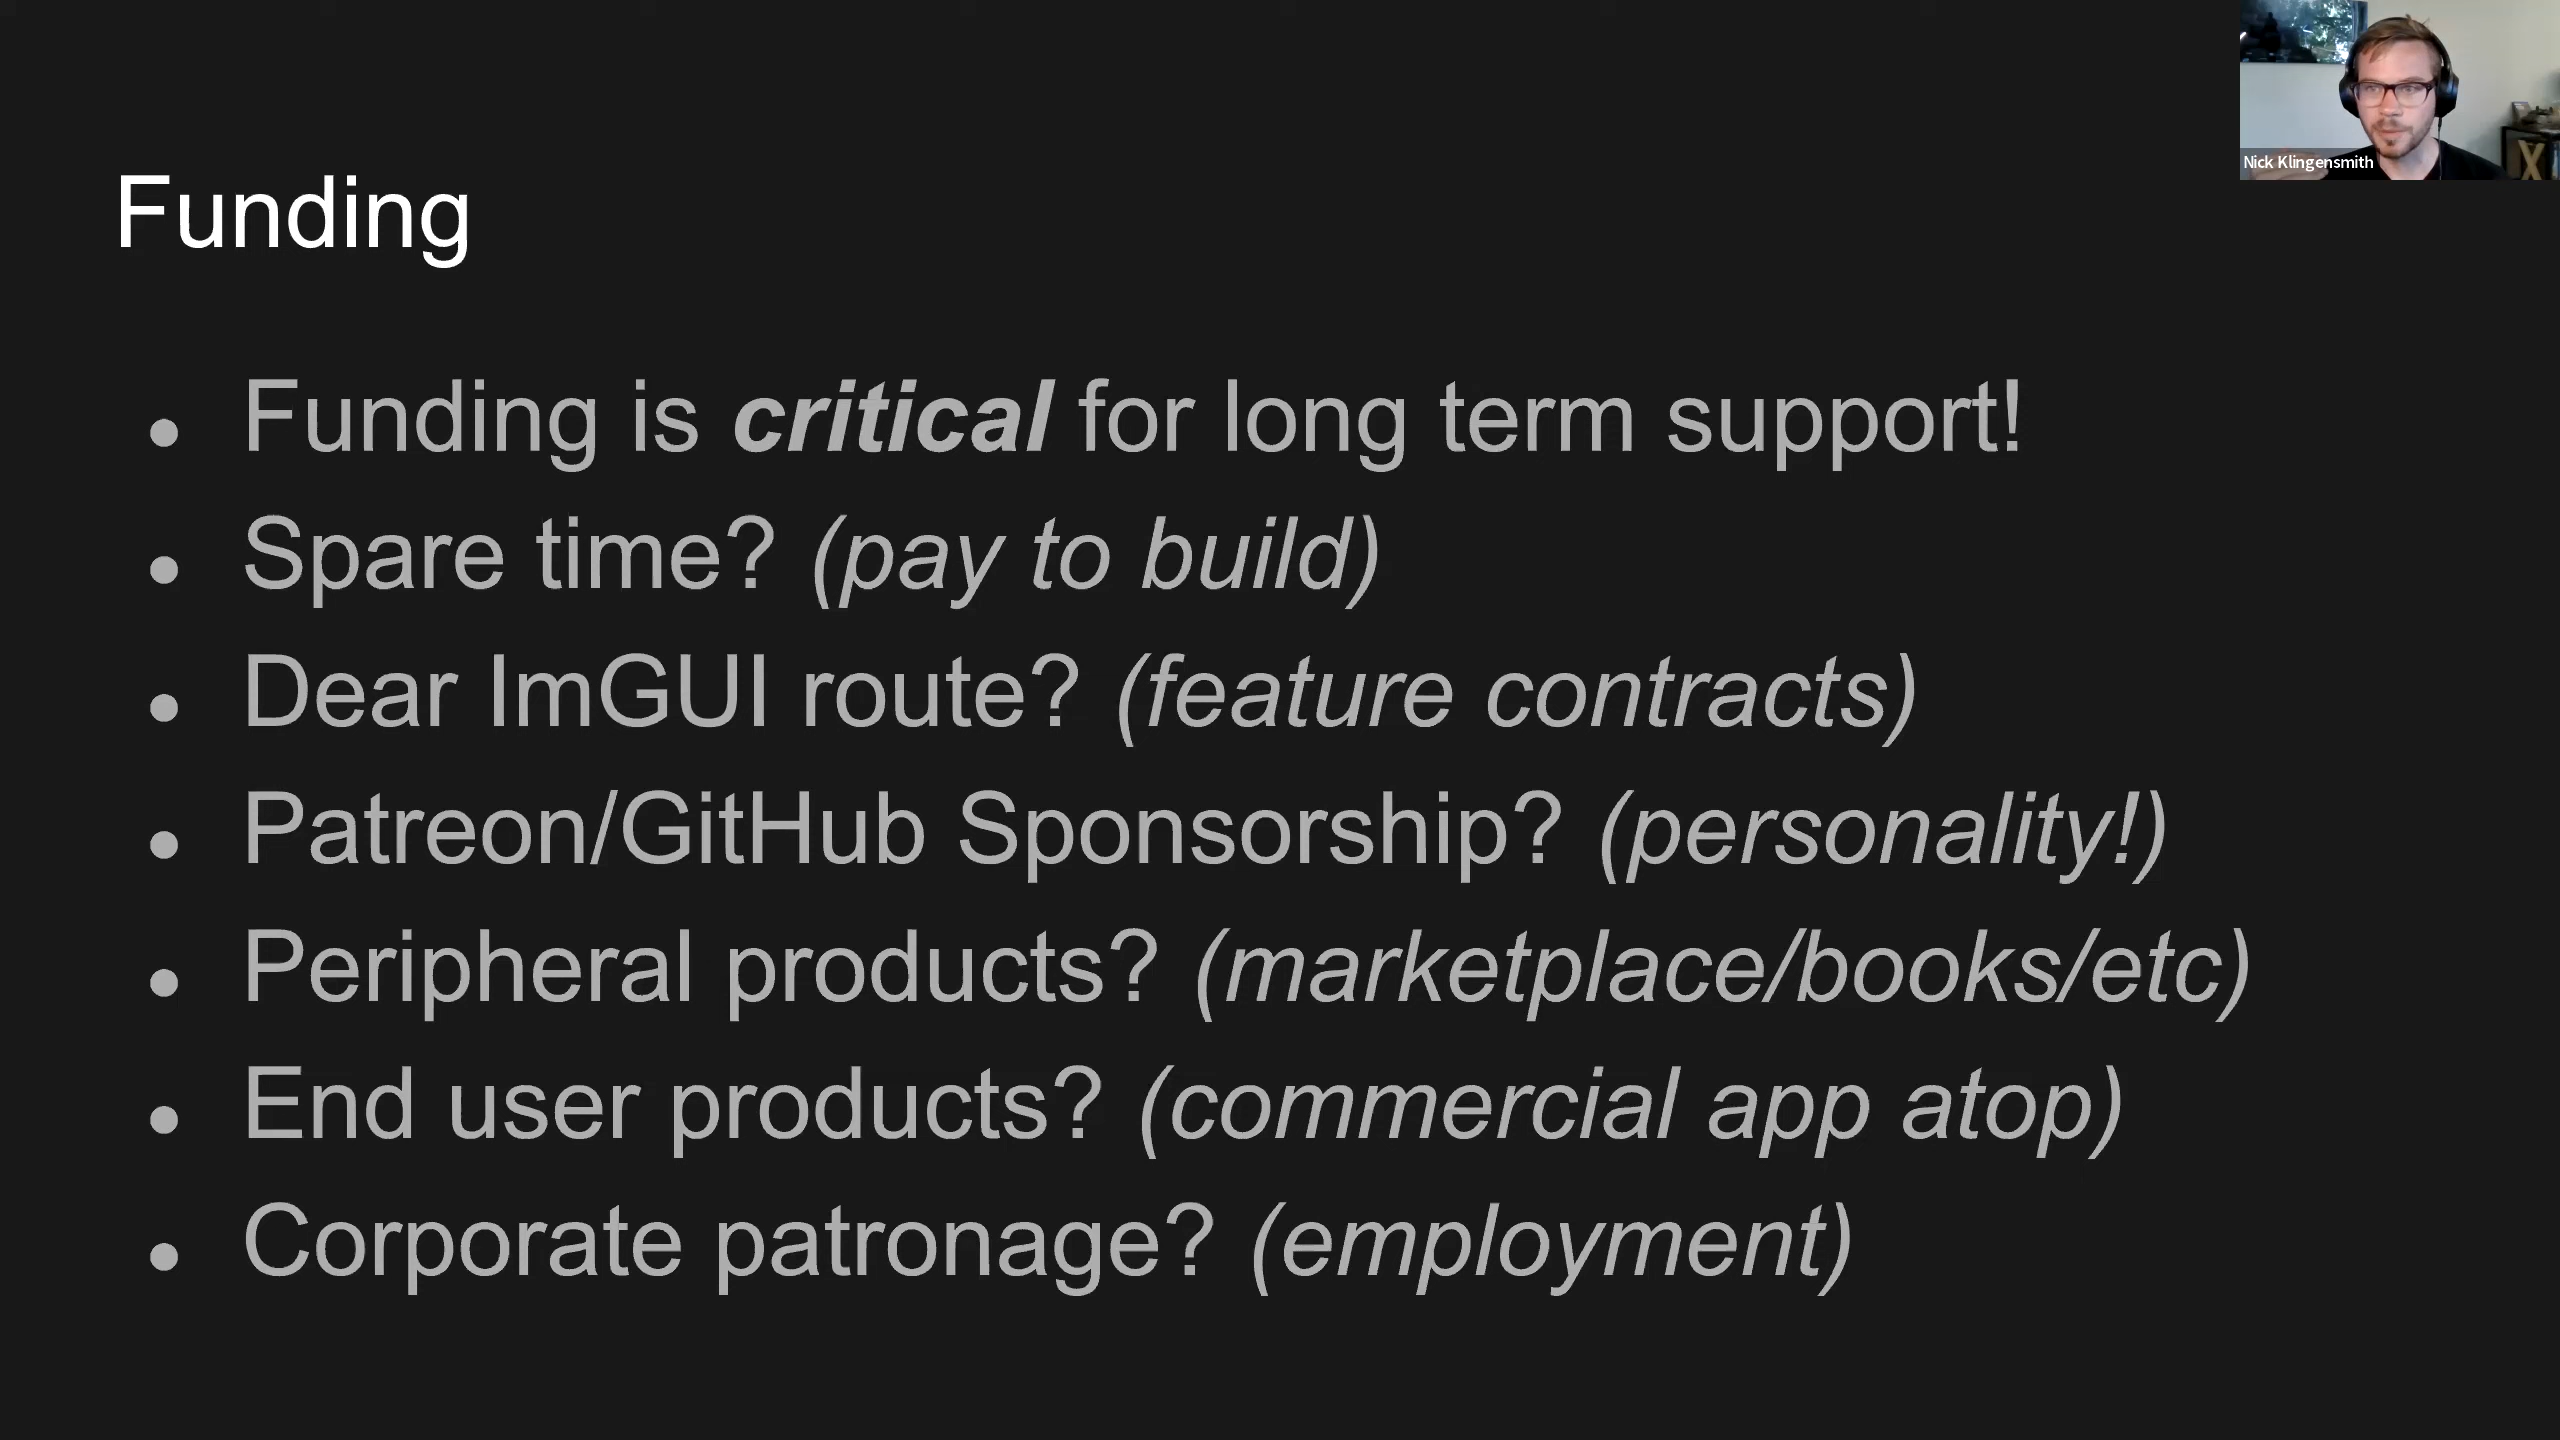 Nick Klingensmith
Funding
● Funding is critical for long term support!
● Spare time? (pay to build)
● Dear ImGUI route? (feature contracts)
● Patreon/GitHub Sponsorship? (personality!)
● Peripheral products? (marketplace/books/etc)
● End user products? (commercial app atop)
● Corporate patronage? (employment)